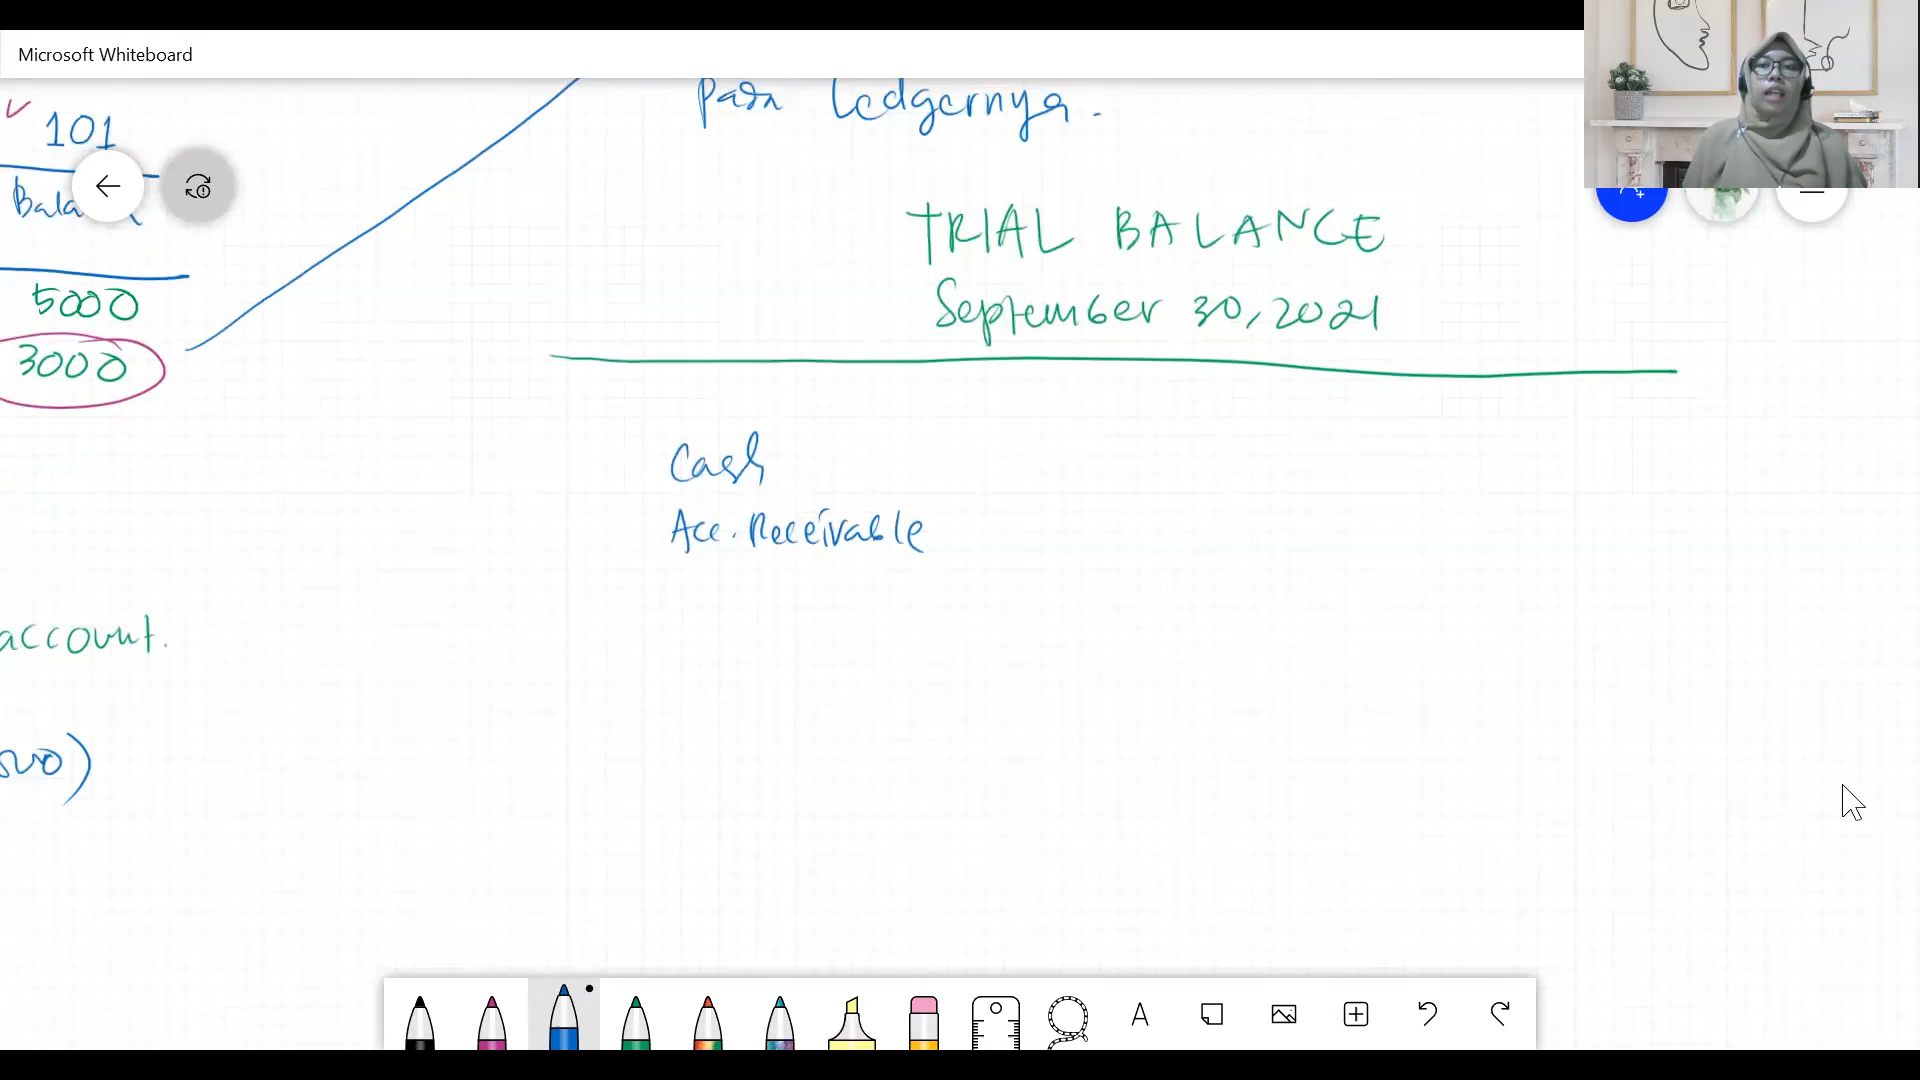 Microsoft Whiteboard
pada Ledgernya.
101
Bala
5000
3000
TRIAL BALANCE
September 30, 2021
Cash
Acc. Receivable
account.